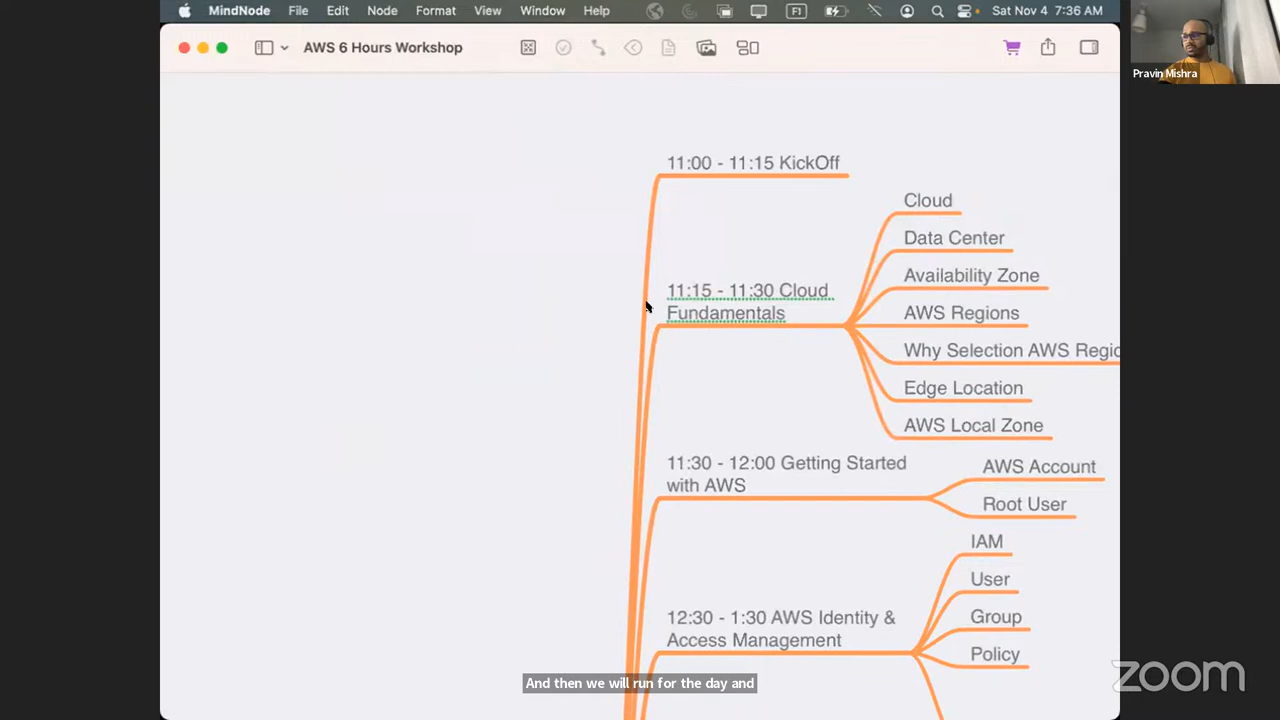 MindNode File Edit Node Format View Window Help FI Sat Nov 4 7:36 AM
AWS 6 Hours Workshop
Pravin Mishra
11:00 - 11:15 KickOff
11:15 - 11:30 Cloud
Fundamentals
Cloud
Data Center
Availability Zone
AWS Regions
Why Selection AWS Regic
Edge Location
AWS Local Zone
11:30 - 12:00 Getting Started
with AWS
AWS Account
Root User
12:30 - 1:30 AWS Identity &
Access Management
IAM
User
Group
Policy
And then we will run for the day and
zoom